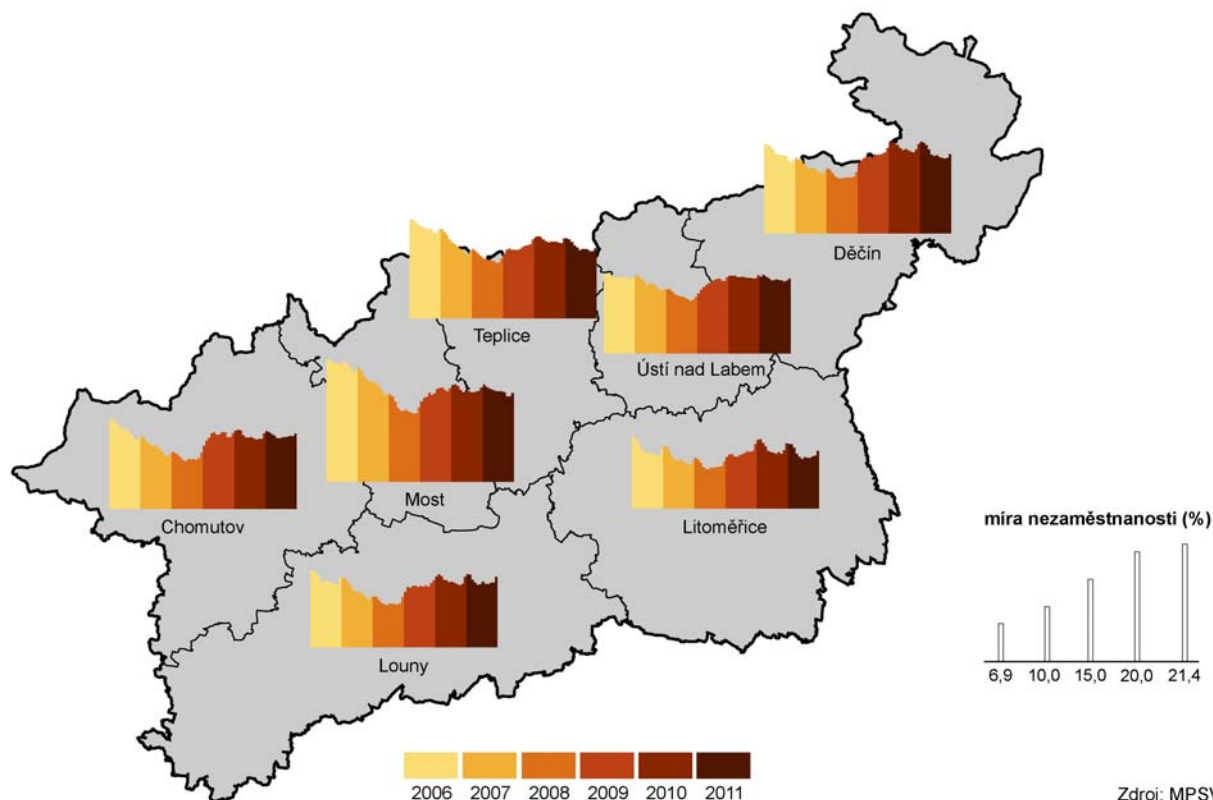 Děčín
Teplice
Ústí nad Labem
Most
Chomutov
Litoměřice
Louny
míra nezaměstnanosti (%)
6,9 10,0 15,0 20,0 21,4
2006 2007 2008 2009 2010 2011
Zdroj: MPSV